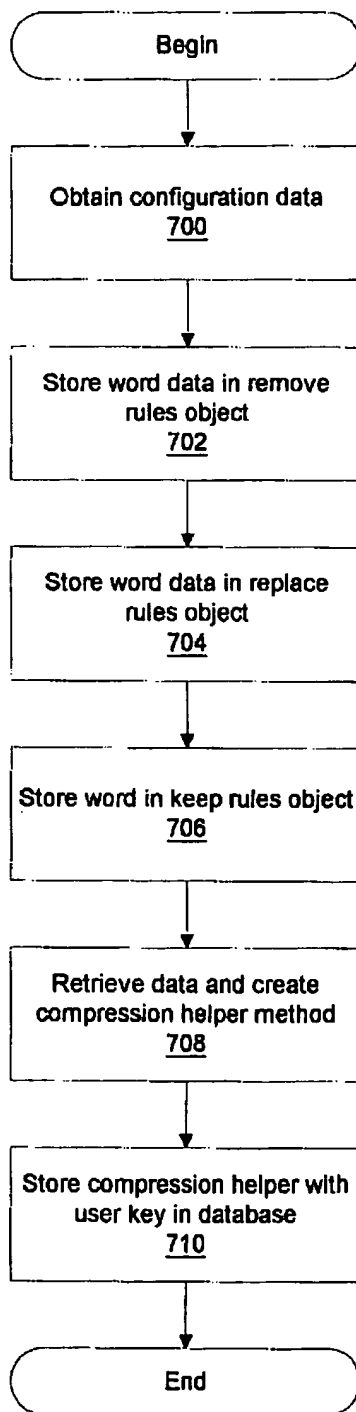 Begin
Obtain configuration data
700
Store word data in remove
rules object
702
Store word data in replace
rules object
704
Store word in keep rules object
706
Retrieve data and create
compression helper method
708
Store compression helper with
user key in database
710
End